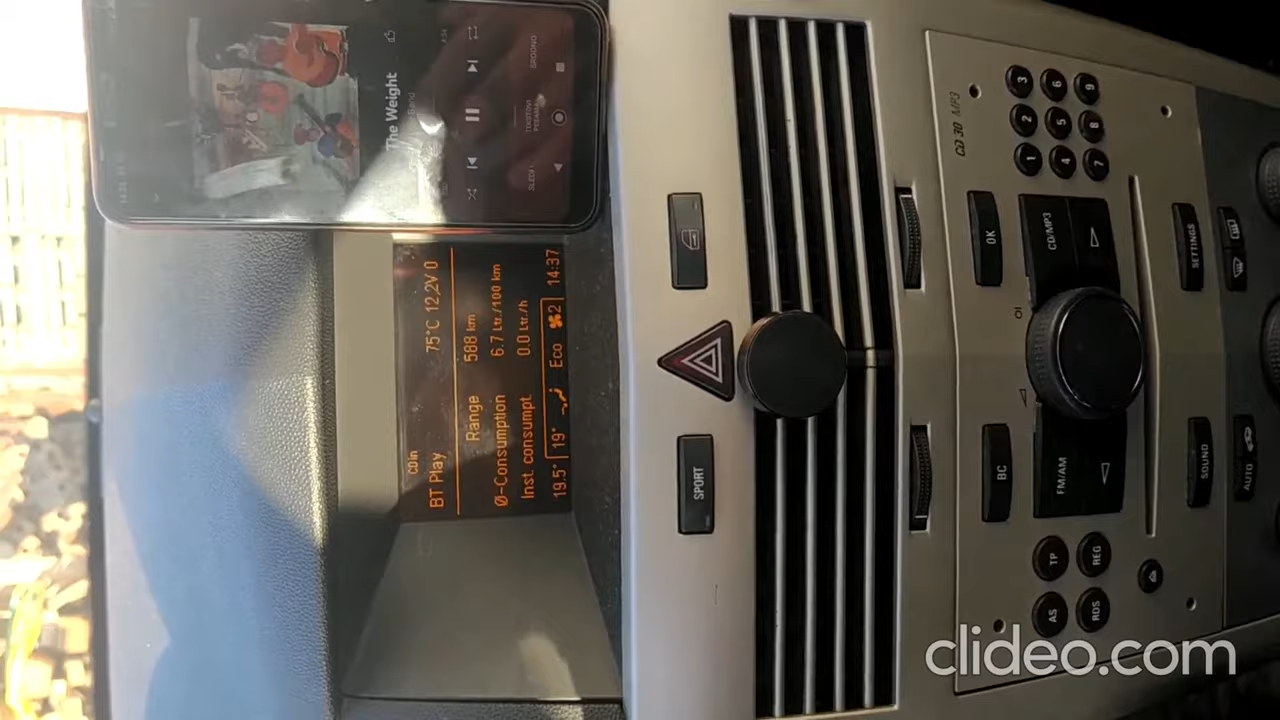 The Weight
Band
CD in
BT Play 75°C 12,2V 0
Range 588 km
Ø-Consumption 6.7 Ltr./100 km
Inst. consumpt. 0.0 Ltr./h
19.5° 19° Eco 2 14:37
SPORT
CD 30 MP3
1 2 3
4 5 6
7 8 9
BC
OK
FM/AM
CD/MP3
AS TP
RDS REG
SOUND
SETTINGS
AUTO
clideo.com